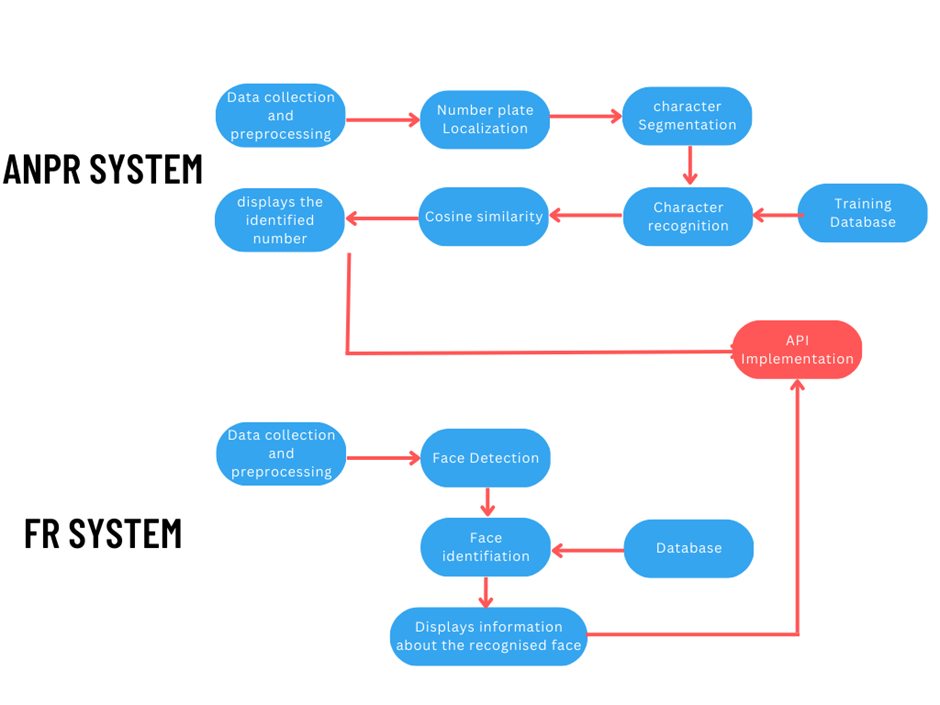 Data collection
and
preprocessing
Number plate
Localization
character
Segmentation
ANPR SYSTEM
displays the
identified
number
Cosine similarity
Character
recognition
Training
Database
API
Implementation
Data collection
and
preprocessing
Face Detection
FR SYSTEM
Face
identifiation
Database
Displays information
about the recognised face